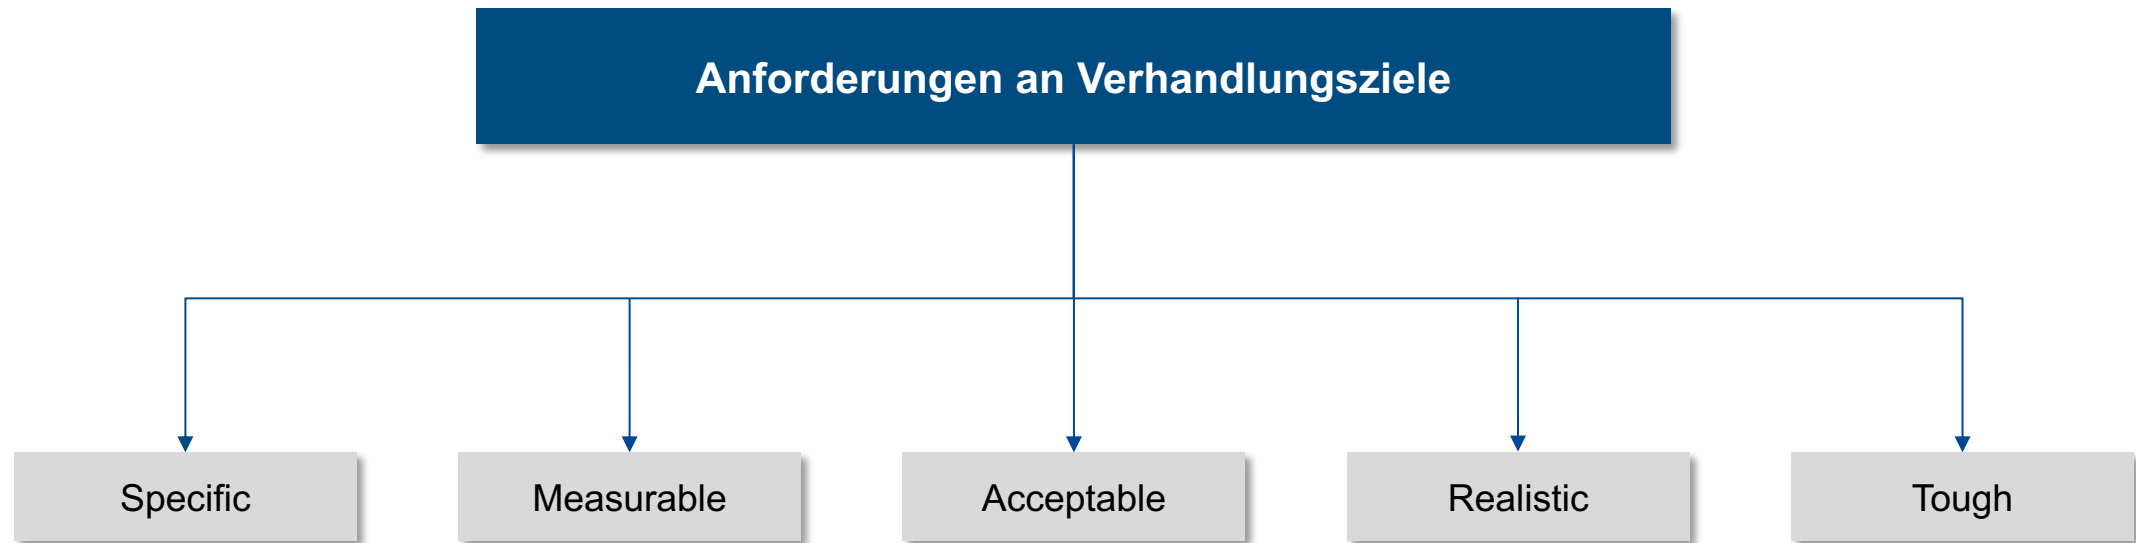 Anforderungen an Verhandlungsziele
Specific
Measurable
Acceptable
Realistic
Tough